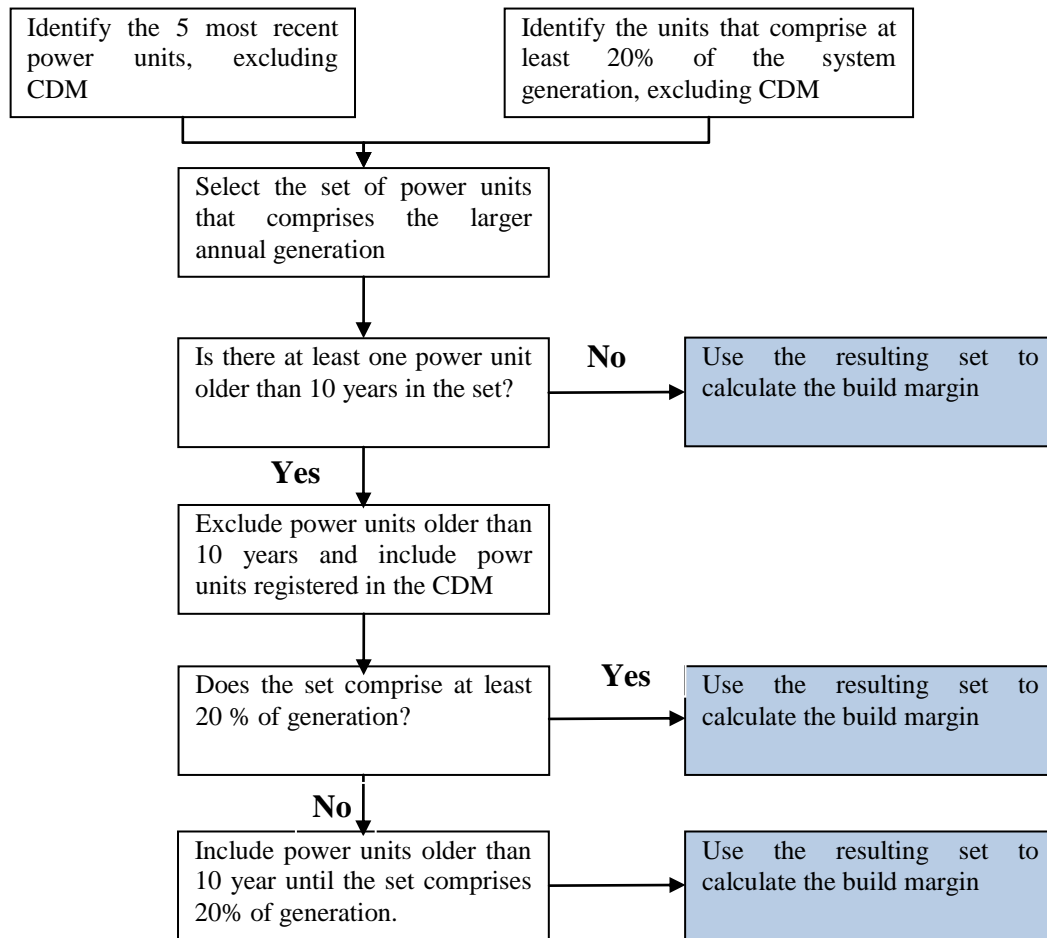 Identify the 5 most recent
power units, excluding
CDM
Identify the units that comprise at
least 20% of the system
generation, excluding CDM
Select the set of power units
that comprises the larger
annual generation
Is there at least one power unit
older than 10 years in the set?
No
Use the resulting set to
calculate the build margin
Yes
Exclude power units older than
10 years and include powr
units registered in the CDM
Does the set comprise at least
20 % of generation?
Yes
Use the resulting set to
calculate the build margin
No
Include power units older than
10 year until the set comprises
20% of generation.
Use the resulting set to
calculate the build margin